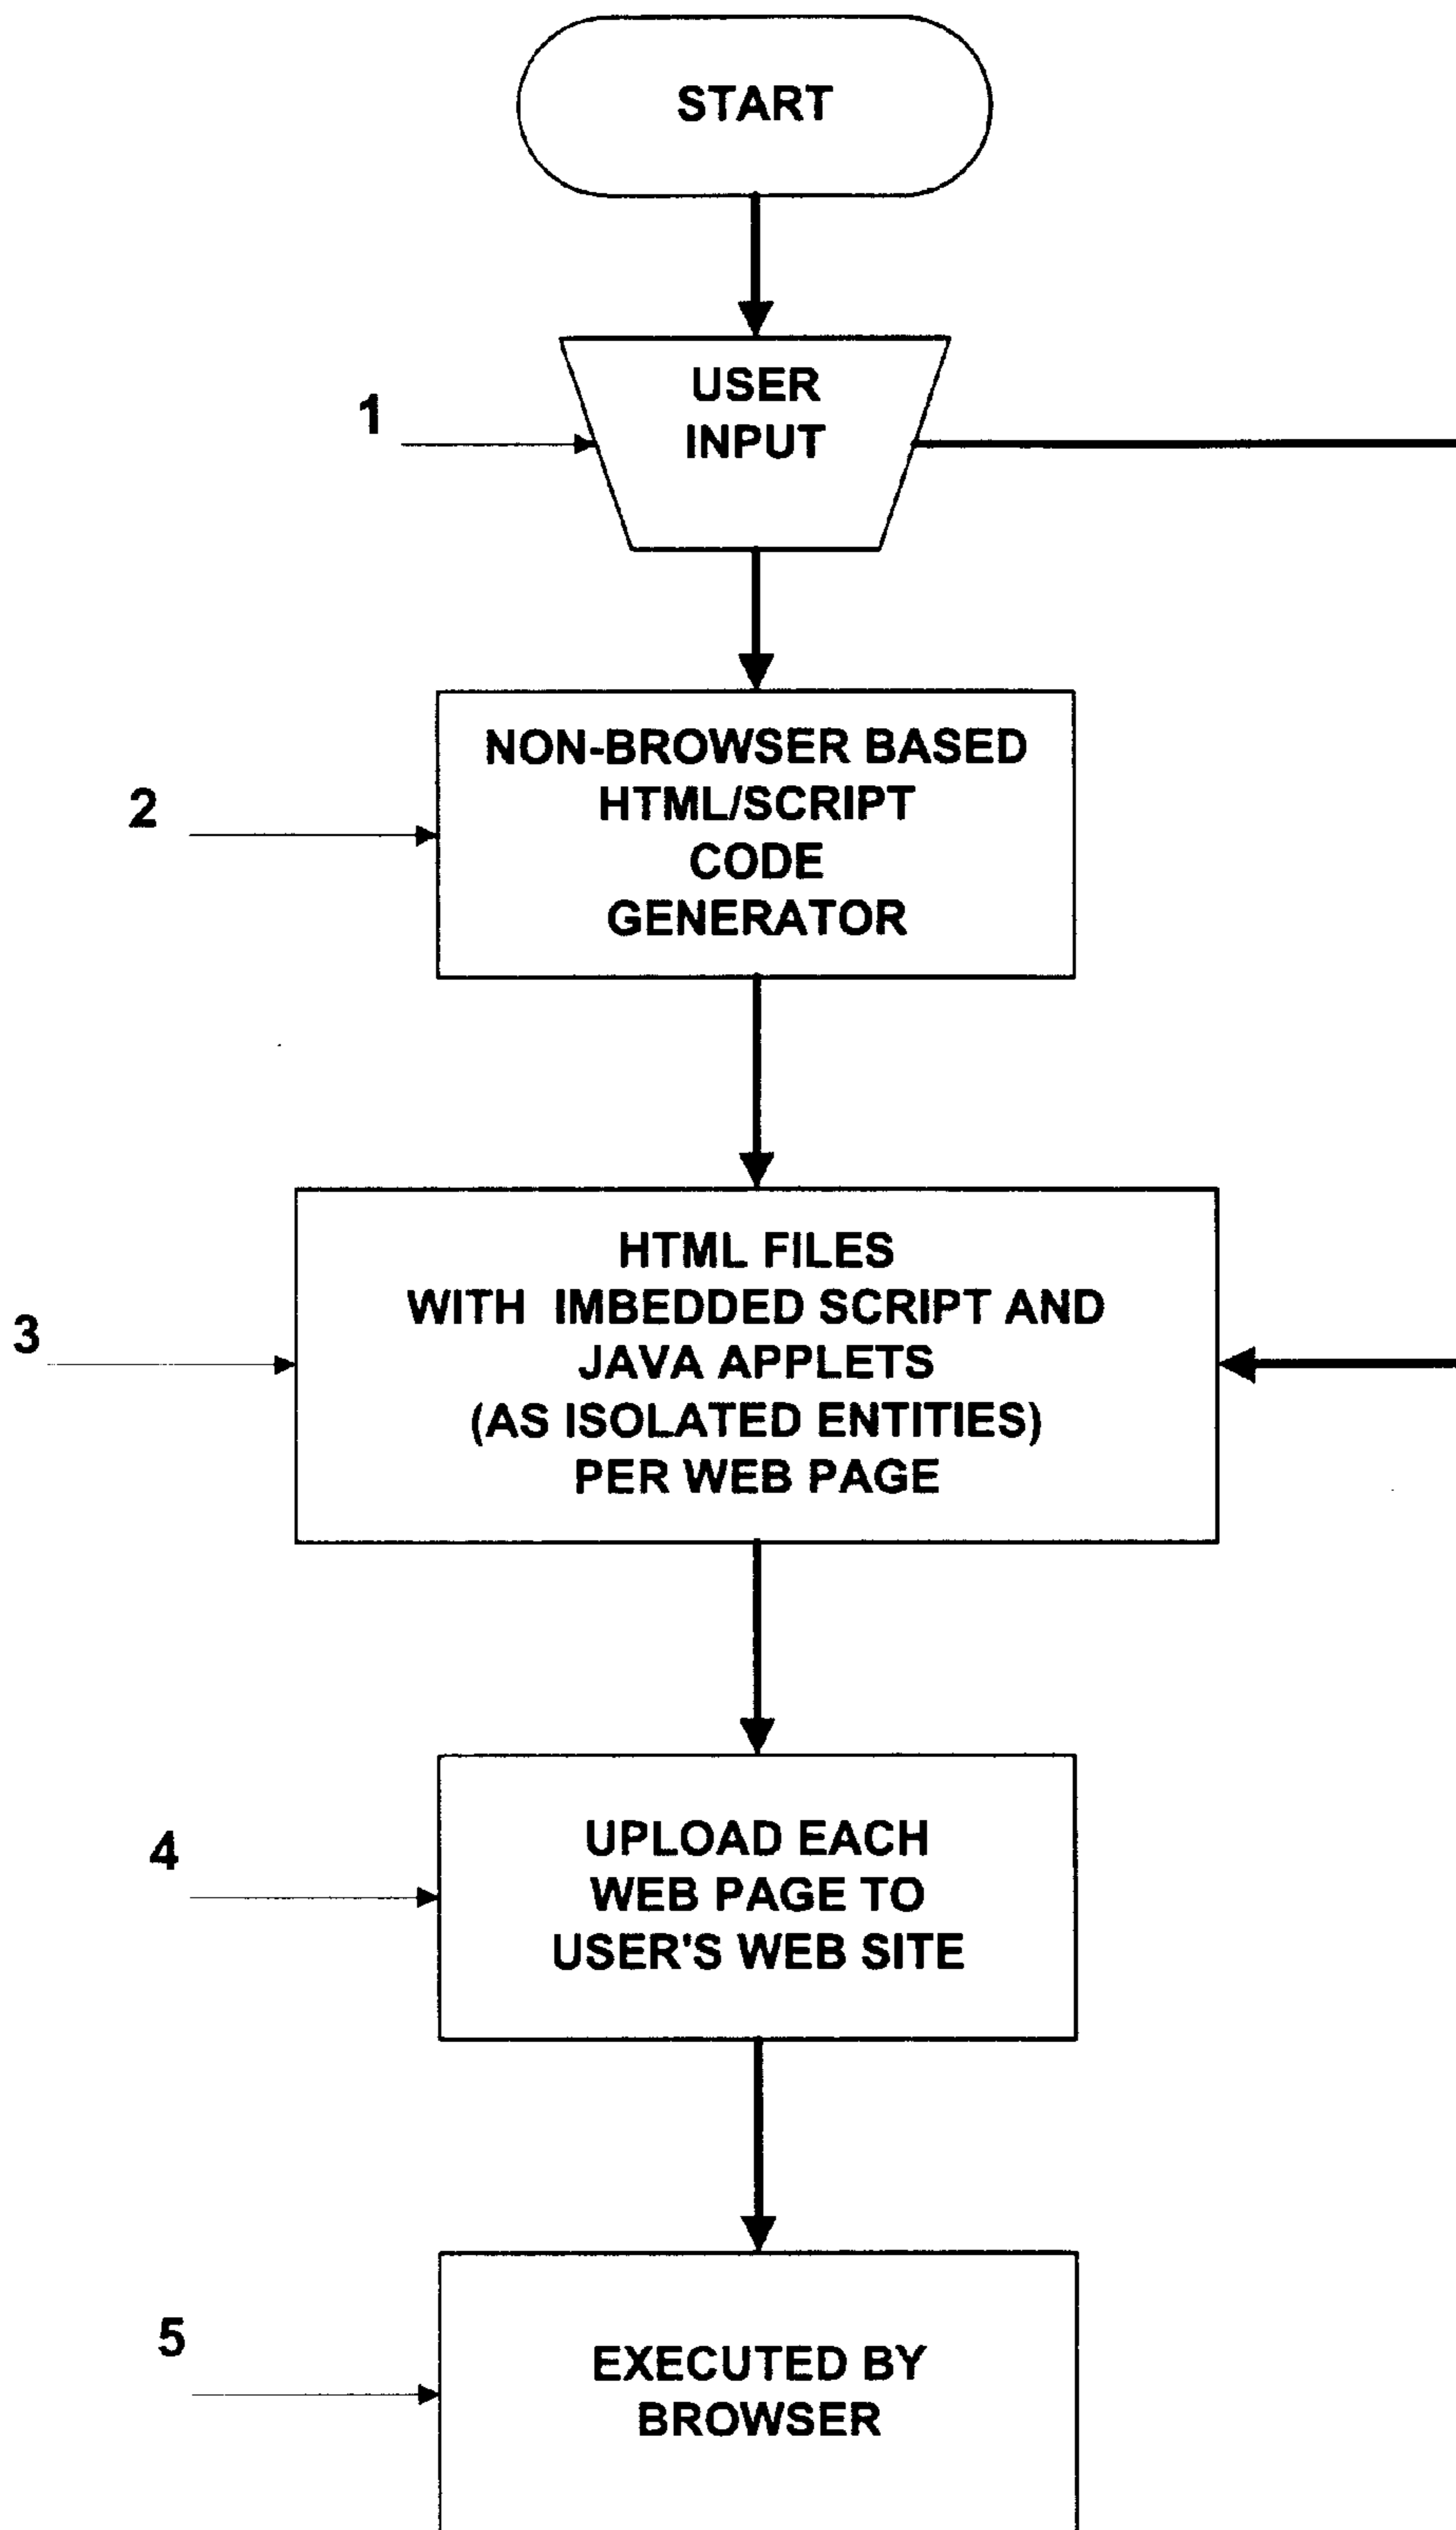 START
1
USER
INPUT
2
NON-BROWSER BASED
HTML/SCRIPT
CODE
GENERATOR
3
HTML FILES
WITH IMBEDDED SCRIPT AND
JAVA APPLETS
(AS ISOLATED ENTITIES)
PER WEB PAGE
4
UPLOAD EACH
WEB PAGE TO
USER'S WEB SITE
5
EXECUTED BY
BROWSER